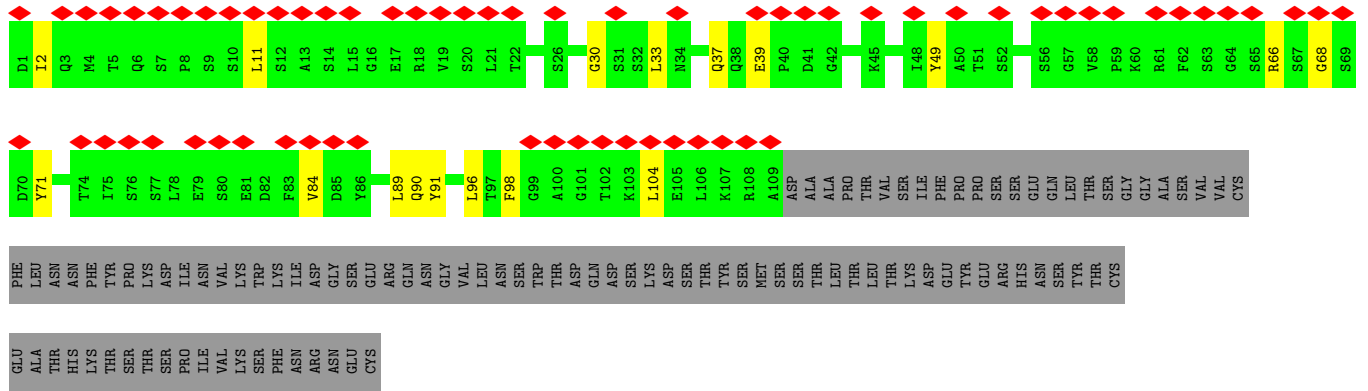 D1 I2 Q3 M4 T5 Q6 S7 P8 S9 S10 L11 S12 A13 S14 L15 G16 E17 R18 V19 S20 L21 T22 S26 G30 S31 S32 L33 N34 Q37 Q38 E39 P40 D41 G42 K45 I48 Y49 A50 T51 S52 S56 G57 V58 P59 K60 R61 F62 S63 G64 S65 R66 S67 G68 S69
D70 Y71 T74 I75 S76 S77 L78 E79 S80 E81 D82 F83 V84 D85 Y86 L89 Q90 Y91 L96 T97 F98 G99 A100 G101 T102 K103 L104 E105 L106 K107 R108 A109 ASP ALA ALA PRO THR VAL SER ILE PHE PRO PRO SER SER GLU GLN LEU THR SER GLY GLY ALA SER VAL VAL CYS
PHE LEU ASN ASN PHE TYR PRO LYS ASP ILE ASN VAL LYS TRP LYS ILE ASP GLY SER GLU ARG GLN ASN GLY VAL LEU ASN SER TRP THR ASP GLN ASP SER LYS ASP SER THR TYR SER MET SER SER THR LEU THR LEU THR LYS ASP GLU TYR GLU ARG HIS ASN SER TYR THR CYS
GLU ALA THR HIS LYS THR SER THR SER PRO ILE VAL LYS SER PHE ASN ARG ASN GLU CYS